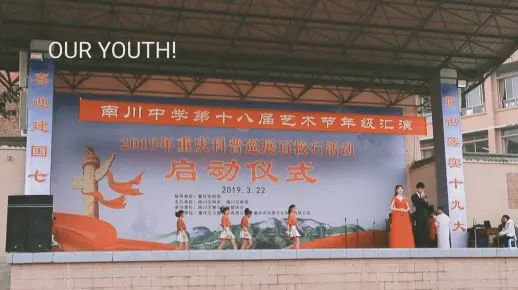 OUR YOUTH!
南川中学第十八届艺术节年级汇演
2019年重庆科普巡展百校行活动
启动仪式
2019.3.22
喜迎建国七
彻落实十九大